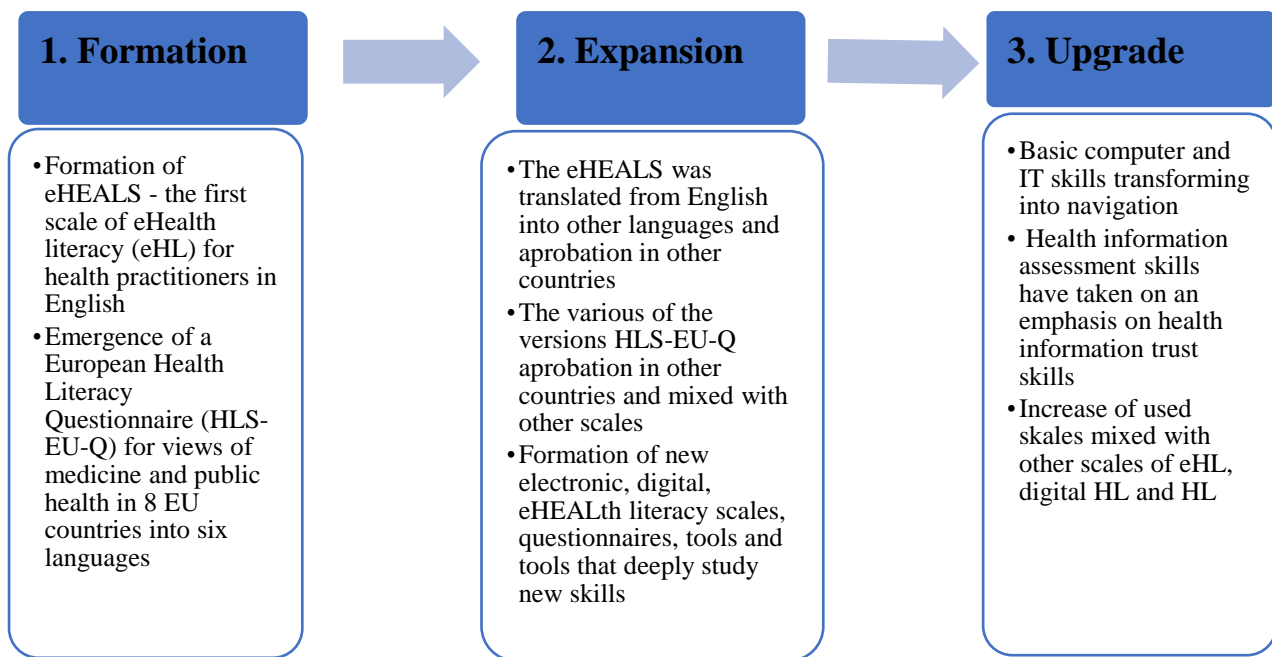 1. Formation
•Formation of
eHEALS - the first
scale of eHealth
literacy (eHL) for
health practitioners in
English
•Emergence of a
European Health
Literacy
Questionnaire (HLS-
EU-Q) for views of
medicine and public
health in 8 EU
countries into six
languages
2. Expansion
•The eHEALS was
translated from English
into other languages and
aprobation in other
countries
•The various of the
versions HLS-EU-Q
aprobation in other
countries and mixed with
other scales
•Formation of new
electronic, digital,
eHEALth literacy scales,
questionnaires, tools and
tools that deeply study
new skills
3. Upgrade
•Basic computer and
IT skills transforming
into navigation
• Health information
assessment skills
have taken on an
emphasis on health
information trust
skills
•Increase of used
skales mixed with
other scales of eHL,
digital HL and HL